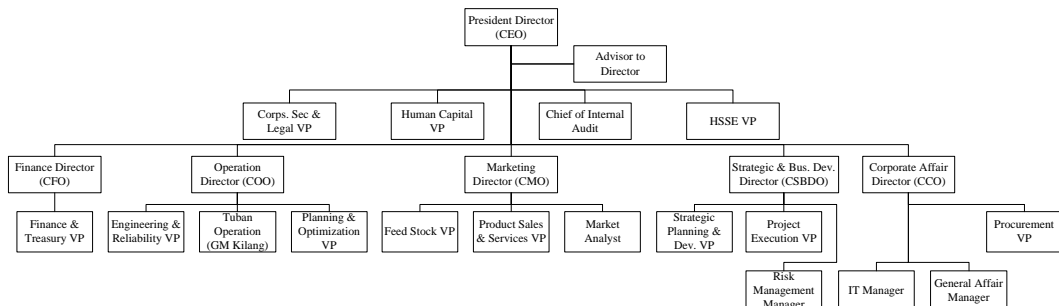 President Director
(CEO)
Advisor to
Director
Corps. Sec &
Legal VP
Human Capital
VP
Chief of Internal
Audit
HSSE VP
Finance Director
(CFO)
Operation
Director (COO)
Marketing
Director (CMO)
Strategic & Bus. Dev.
Director (CSBDO)
Corporate Affair
Director (CCO)
Finance &
Treasury VP
Engineering &
Reliability VP
Tuban
Operation
(GM Kilang)
Planning &
Optimization
VP
Feed Stock VP
Product Sales
& Services VP
Market
Analyst
Strategic
Planning &
Dev. VP
Project
Execution VP
Procurement
VP
Risk
Management
Manager
IT Manager
General Affair
Manager